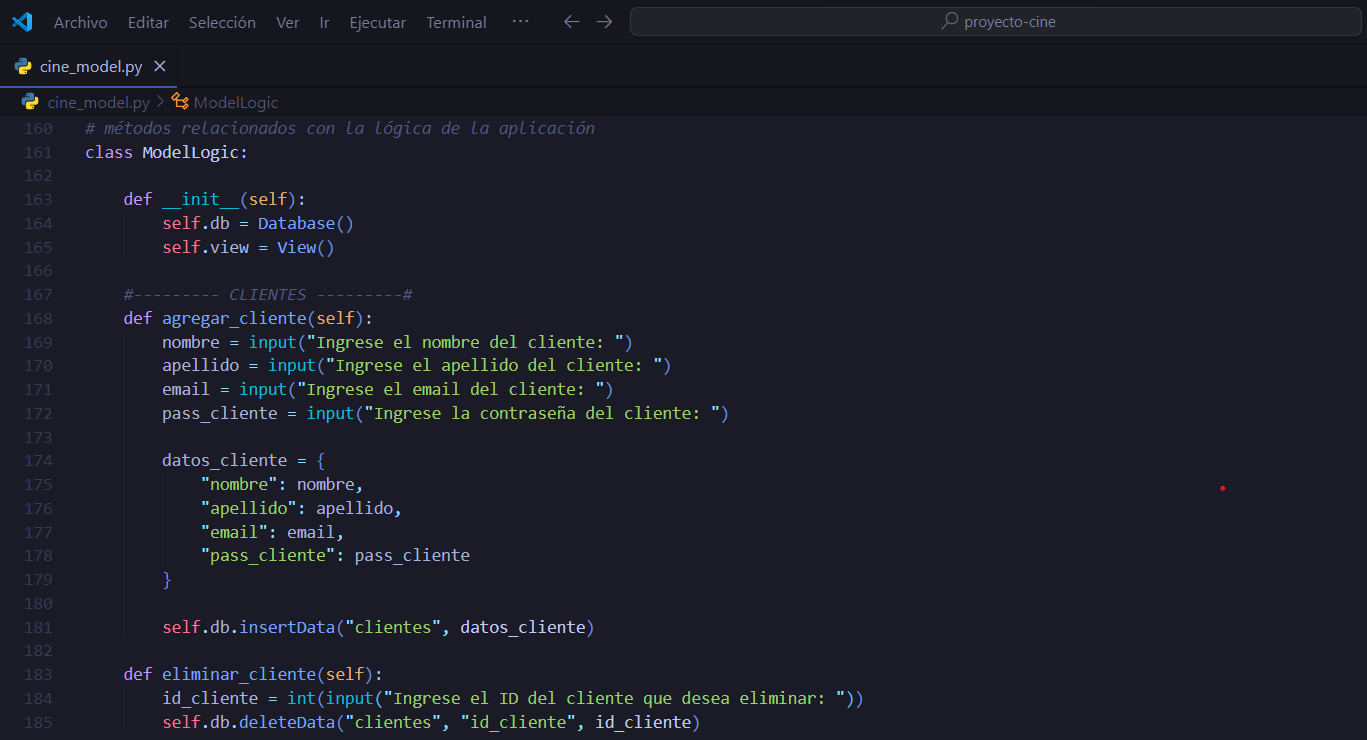 Archivo Editar Selección Ver Ir Ejecutar Terminal ··· proyecto-cine
cine_model.py
cine_model.py > ModelLogic
160 # métodos relacionados con la lógica de la aplicación
161 class ModelLogic:
162
163     def __init__(self):
164         self.db = Database()
165         self.view = View()
166
167     #--------- CLIENTES ---------#
168     def agregar_cliente(self):
169         nombre = input("Ingrese el nombre del cliente: ")
170         apellido = input("Ingrese el apellido del cliente: ")
171         email = input("Ingrese el email del cliente: ")
172         pass_cliente = input("Ingrese la contraseña del cliente: ")
173
174         datos_cliente = {
175             "nombre": nombre,
176             "apellido": apellido,
177             "email": email,
178             "pass_cliente": pass_cliente
179         }
180
181         self.db.insertData("clientes", datos_cliente)
182
183     def eliminar_cliente(self):
184         id_cliente = int(input("Ingrese el ID del cliente que desea eliminar: "))
185         self.db.deleteData("clientes", "id_cliente", id_cliente)